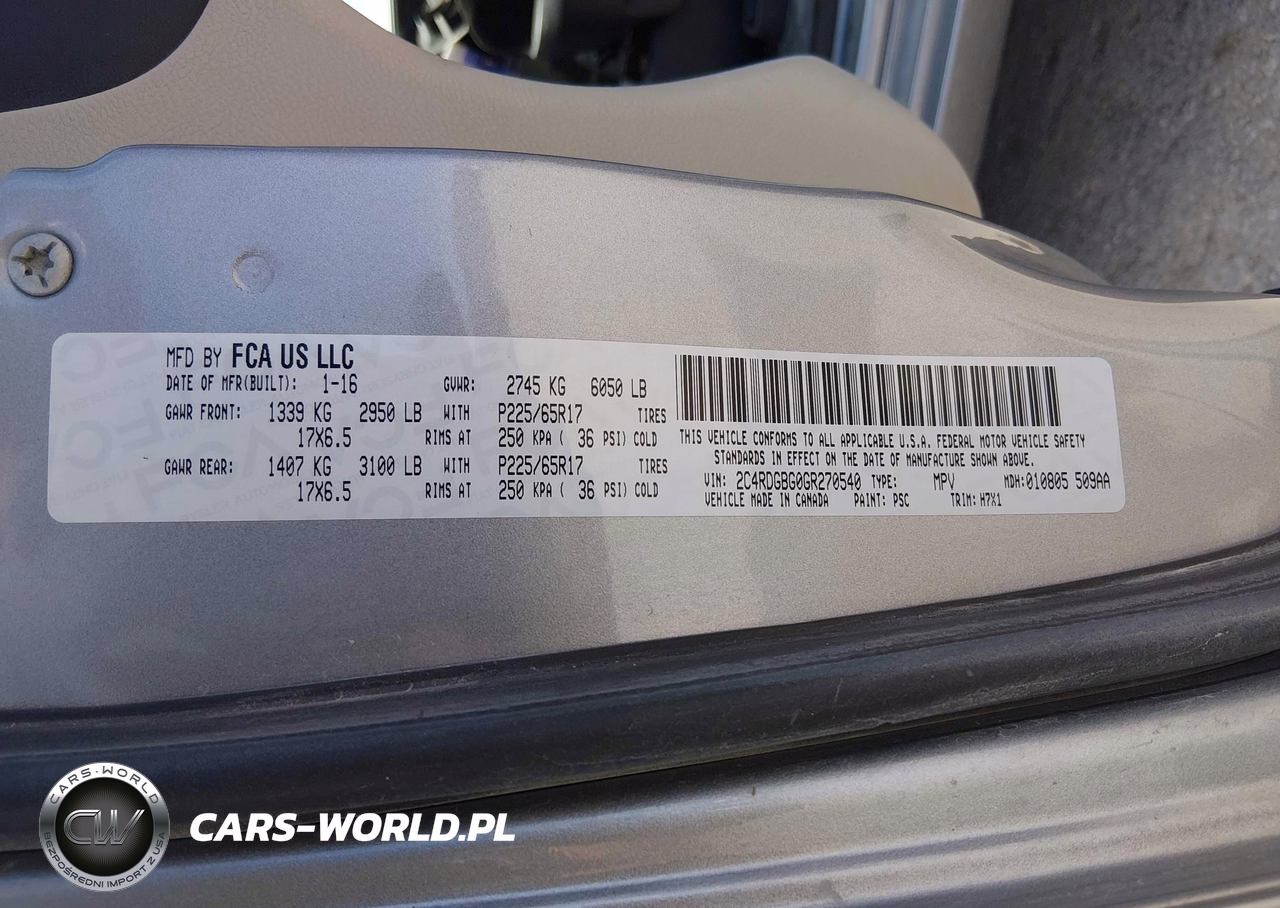 MFD BY FCA US LLC
DATE OF MFR(BUILT): 1-16 GVWR: 2745 KG 6050 LB
GAWR FRONT: 1339 KG 2950 LB WITH P225/65R17 TIRES
17X6.5 RIMS AT 250 KPA ( 36 PSI) COLD
GAWR REAR: 1407 KG 3100 LB WITH P225/65R17 TIRES
17X6.5 RIMS AT 250 KPA ( 36 PSI) COLD
THIS VEHICLE CONFORMS TO ALL APPLICABLE U.S.A. FEDERAL MOTOR VEHICLE SAFETY
STANDARDS IN EFFECT ON THE DATE OF MANUFACTURE SHOWN ABOVE.
VIN: 2C4RDGBG0GR270540 TYPE: MPV MDH: 010805 509AA
VEHICLE MADE IN CANADA PAINT: PSC TRIM: H7X1
CARS-WORLD
CW
BEZPOŚREDNI IMPORT Z USA
CARS-WORLD.PL